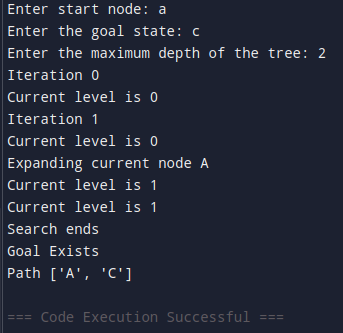 Enter start node: a
Enter the goal state: c
Enter the maximum depth of the tree: 2
Iteration 0
Current level is 0
Iteration 1
Current level is 0
Expanding current node A
Current level is 1
Current level is 1
Search ends
Goal Exists
Path ['A', 'C']
=== Code Execution Successful ===